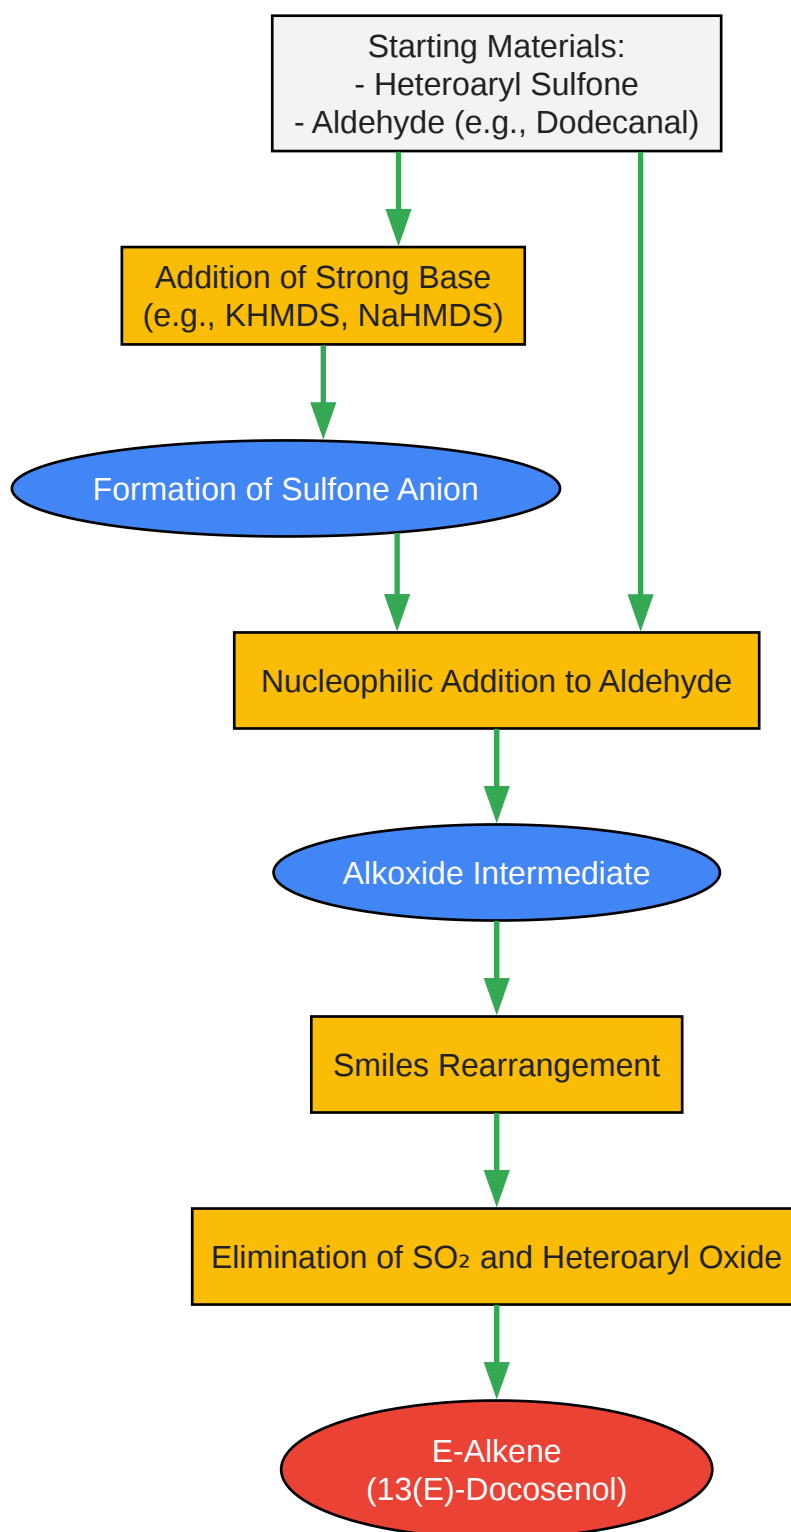 Starting Materials:
- Heteroaryl Sulfone
- Aldehyde (e.g., Dodecanal)
Addition of Strong Base
(e.g., KHMDS, NaHMDS)
Formation of Sulfone Anion
Nucleophilic Addition to Aldehyde
Alkoxide Intermediate
Smiles Rearrangement
Elimination of SO₂ and Heteroaryl Oxide
E-Alkene
(13(E)-Docosenol)